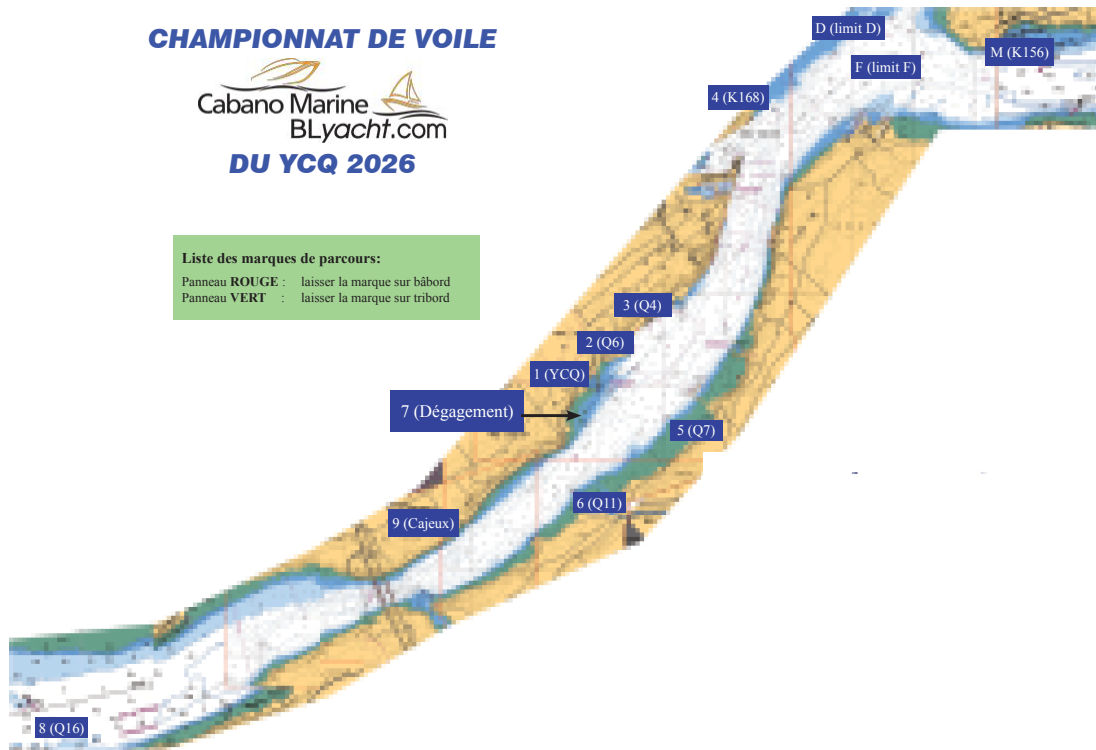 CHAMPIONNAT DE VOILE
Cabano Marine
BLyacht.com
DU YCQ 2026
Liste des marques de parcours:
Panneau ROUGE : laisser la marque sur bâbord
Panneau VERT : laisser la marque sur tribord
D (limit D)
M (K156)
F (limit F)
4 (K168)
3 (Q4)
2 (Q6)
1 (YCQ)
7 (Dégagement)
5 (Q7)
6 (Q11)
9 (Cajeux)
8 (Q16)